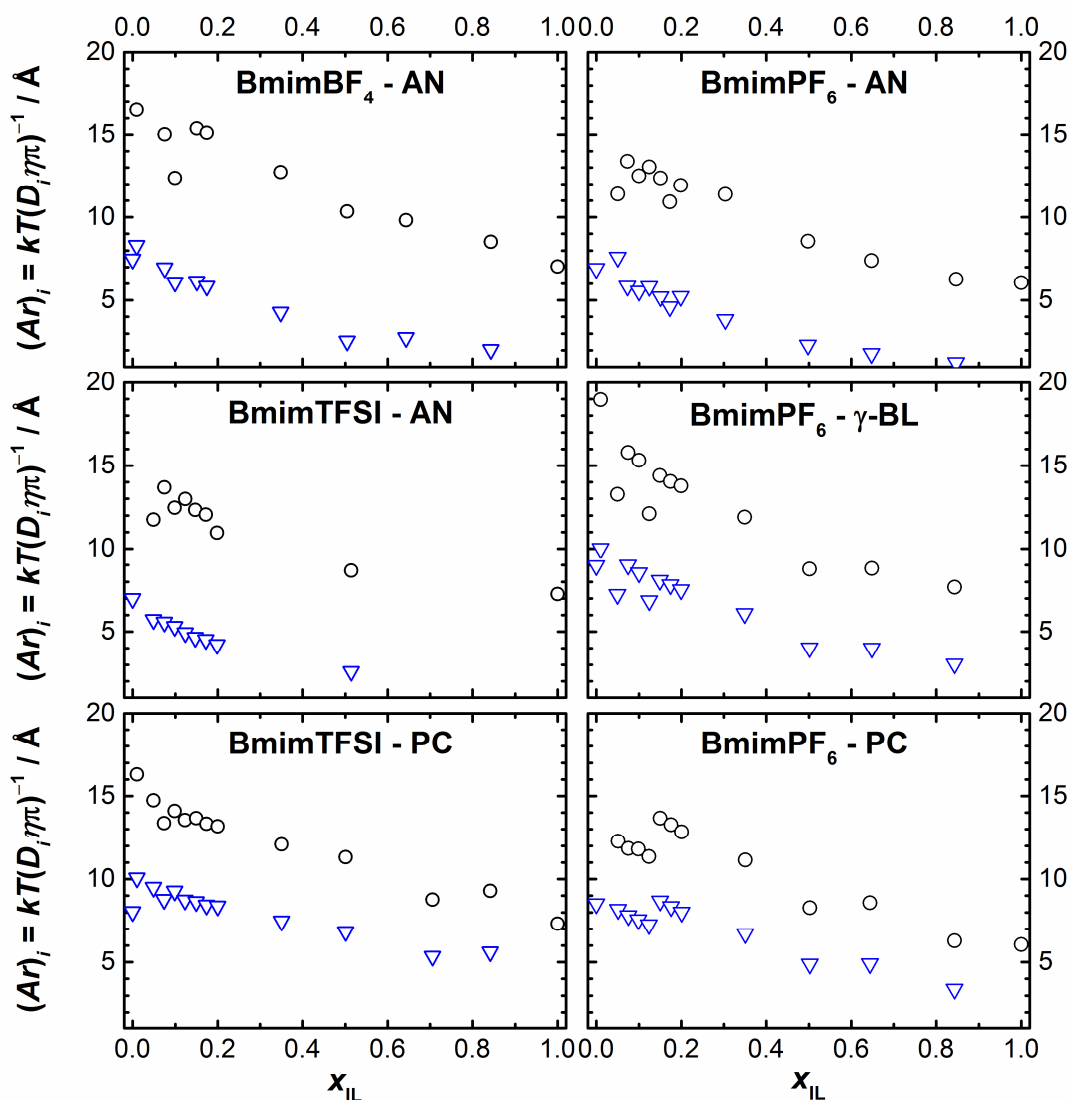 0.0 0.2 0.4 0.6 0.8 1.0 0.0 0.2 0.4 0.6 0.8 1.0
20 BmimBF₄ - AN BmimPF₆ - AN 20
15 15
10 10
5 5
(Ar)ᵢ = kT(Dᵢηπ)⁻¹ / Å
20 BmimTFSI - AN BmimPF₆ - γ-BL 20
15 15
10 10
5 5
(Ar)ᵢ = kT(Dᵢηπ)⁻¹ / Å
20 BmimTFSI - PC BmimPF₆ - PC 20
15 15
10 10
5 5
(Ar)ᵢ = kT(Dᵢηπ)⁻¹ / Å
0.0 0.2 0.4 0.6 0.8 1.0 0.0 0.2 0.4 0.6 0.8 1.0
x_IL x_IL